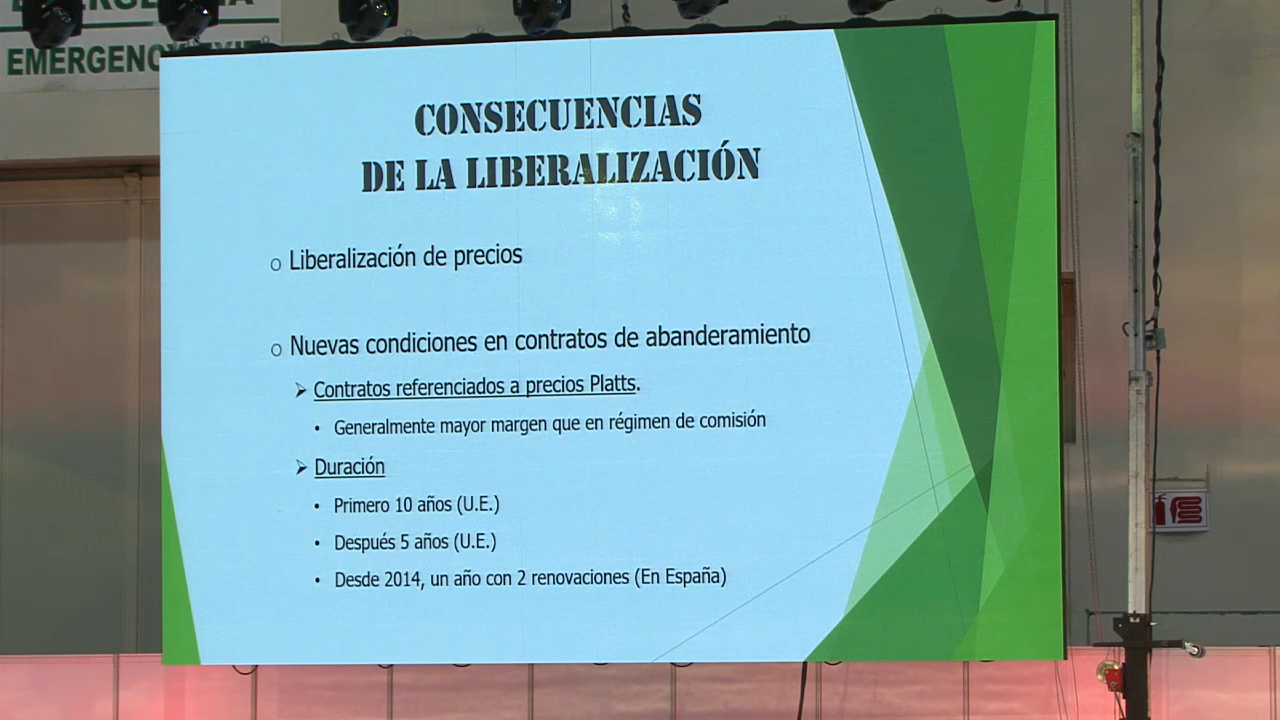 EMERGENCY EXIT
CONSECUENCIAS
DE LA LIBERALIZACIÓN
o Liberalización de precios
o Nuevas condiciones en contratos de abanderamiento
➢ Contratos referenciados a precios Platts.
• Generalmente mayor margen que en régimen de comisión
➢ Duración
• Primero 10 años (U.E.)
• Después 5 años (U.E.)
• Desde 2014, un año con 2 renovaciones (En España)